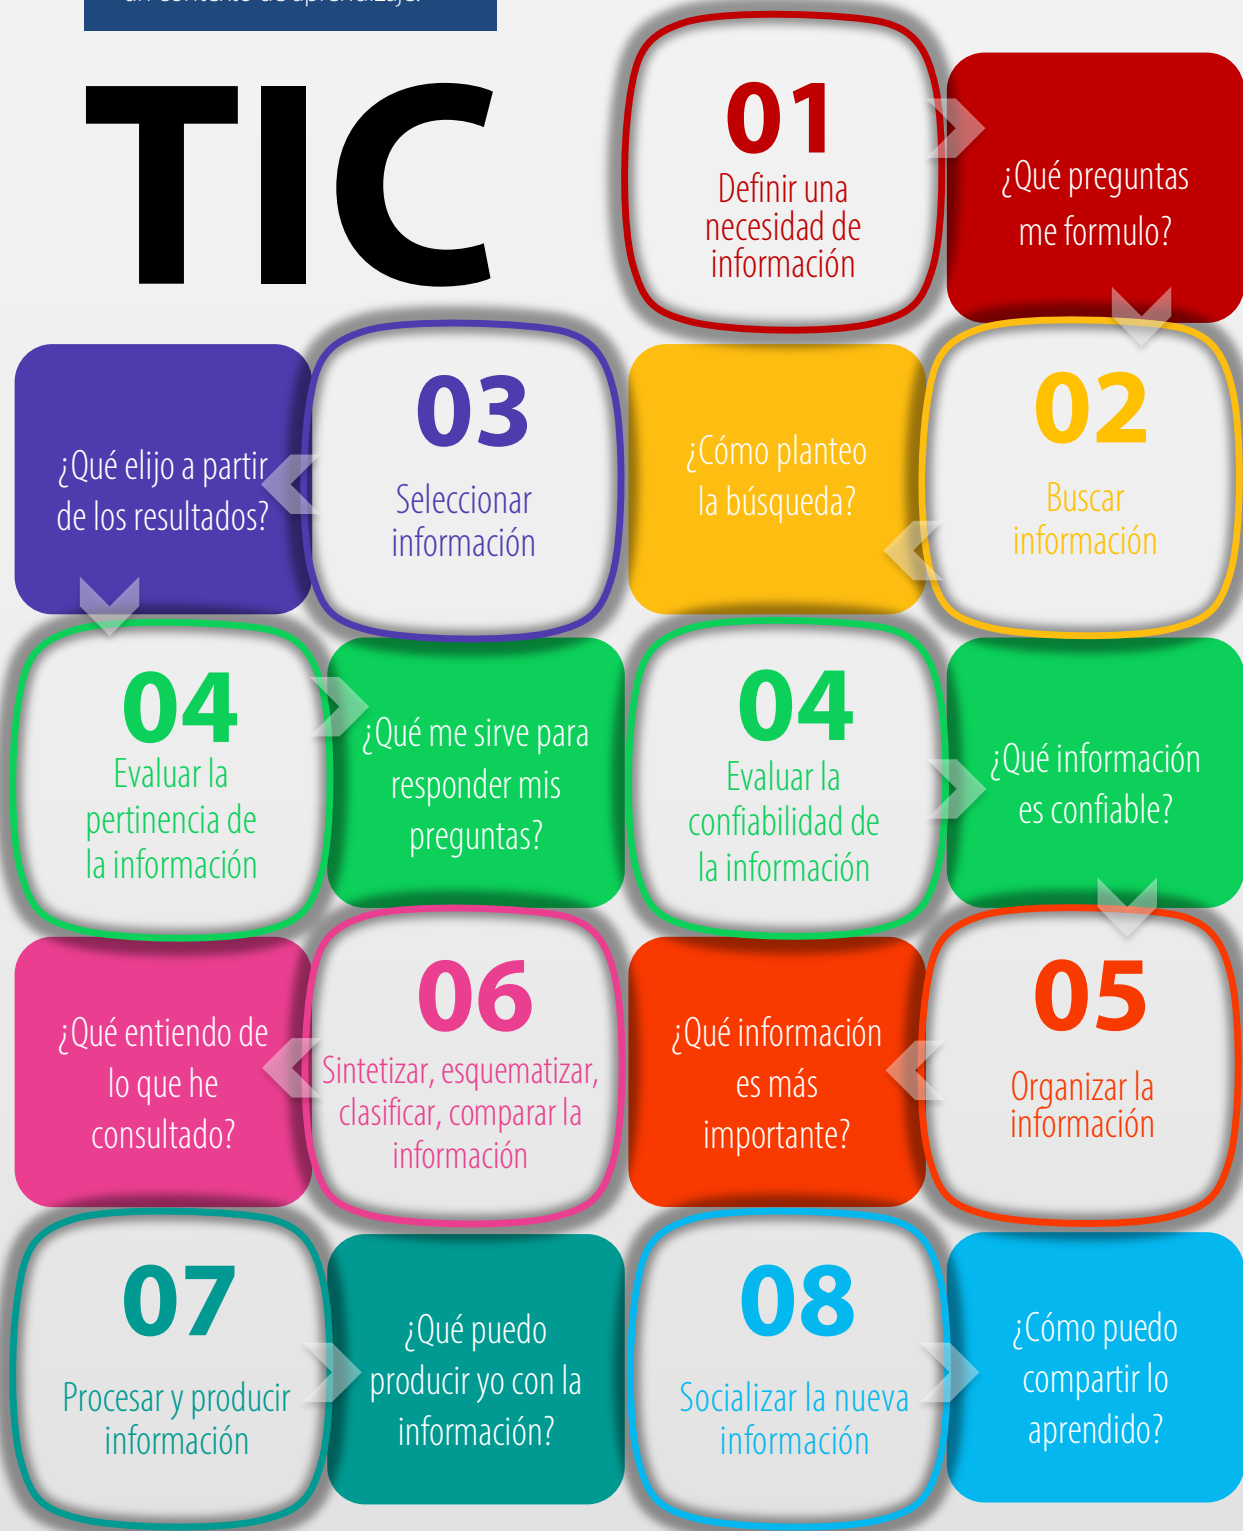 un contexto de aprendizaje.
TIC
01
Definir una
necesidad de
información
¿Qué preguntas
me formulo?
02
Buscar
información
¿Cómo planteo
la búsqueda?
03
Seleccionar
información
¿Qué elijo a partir
de los resultados?
04
Evaluar la
pertinencia de
la información
¿Qué me sirve para
responder mis
preguntas?
04
Evaluar la
confiabilidad de
la información
¿Qué información
es confiable?
05
Organizar la
información
¿Qué información
es más
importante?
06
Sintetizar, esquematizar,
clasificar, comparar la
información
¿Qué entiendo de
lo que he
consultado?
07
Procesar y producir
información
¿Qué puedo
producir yo con la
información?
08
Socializar la nueva
información
¿Cómo puedo
compartir lo
aprendido?